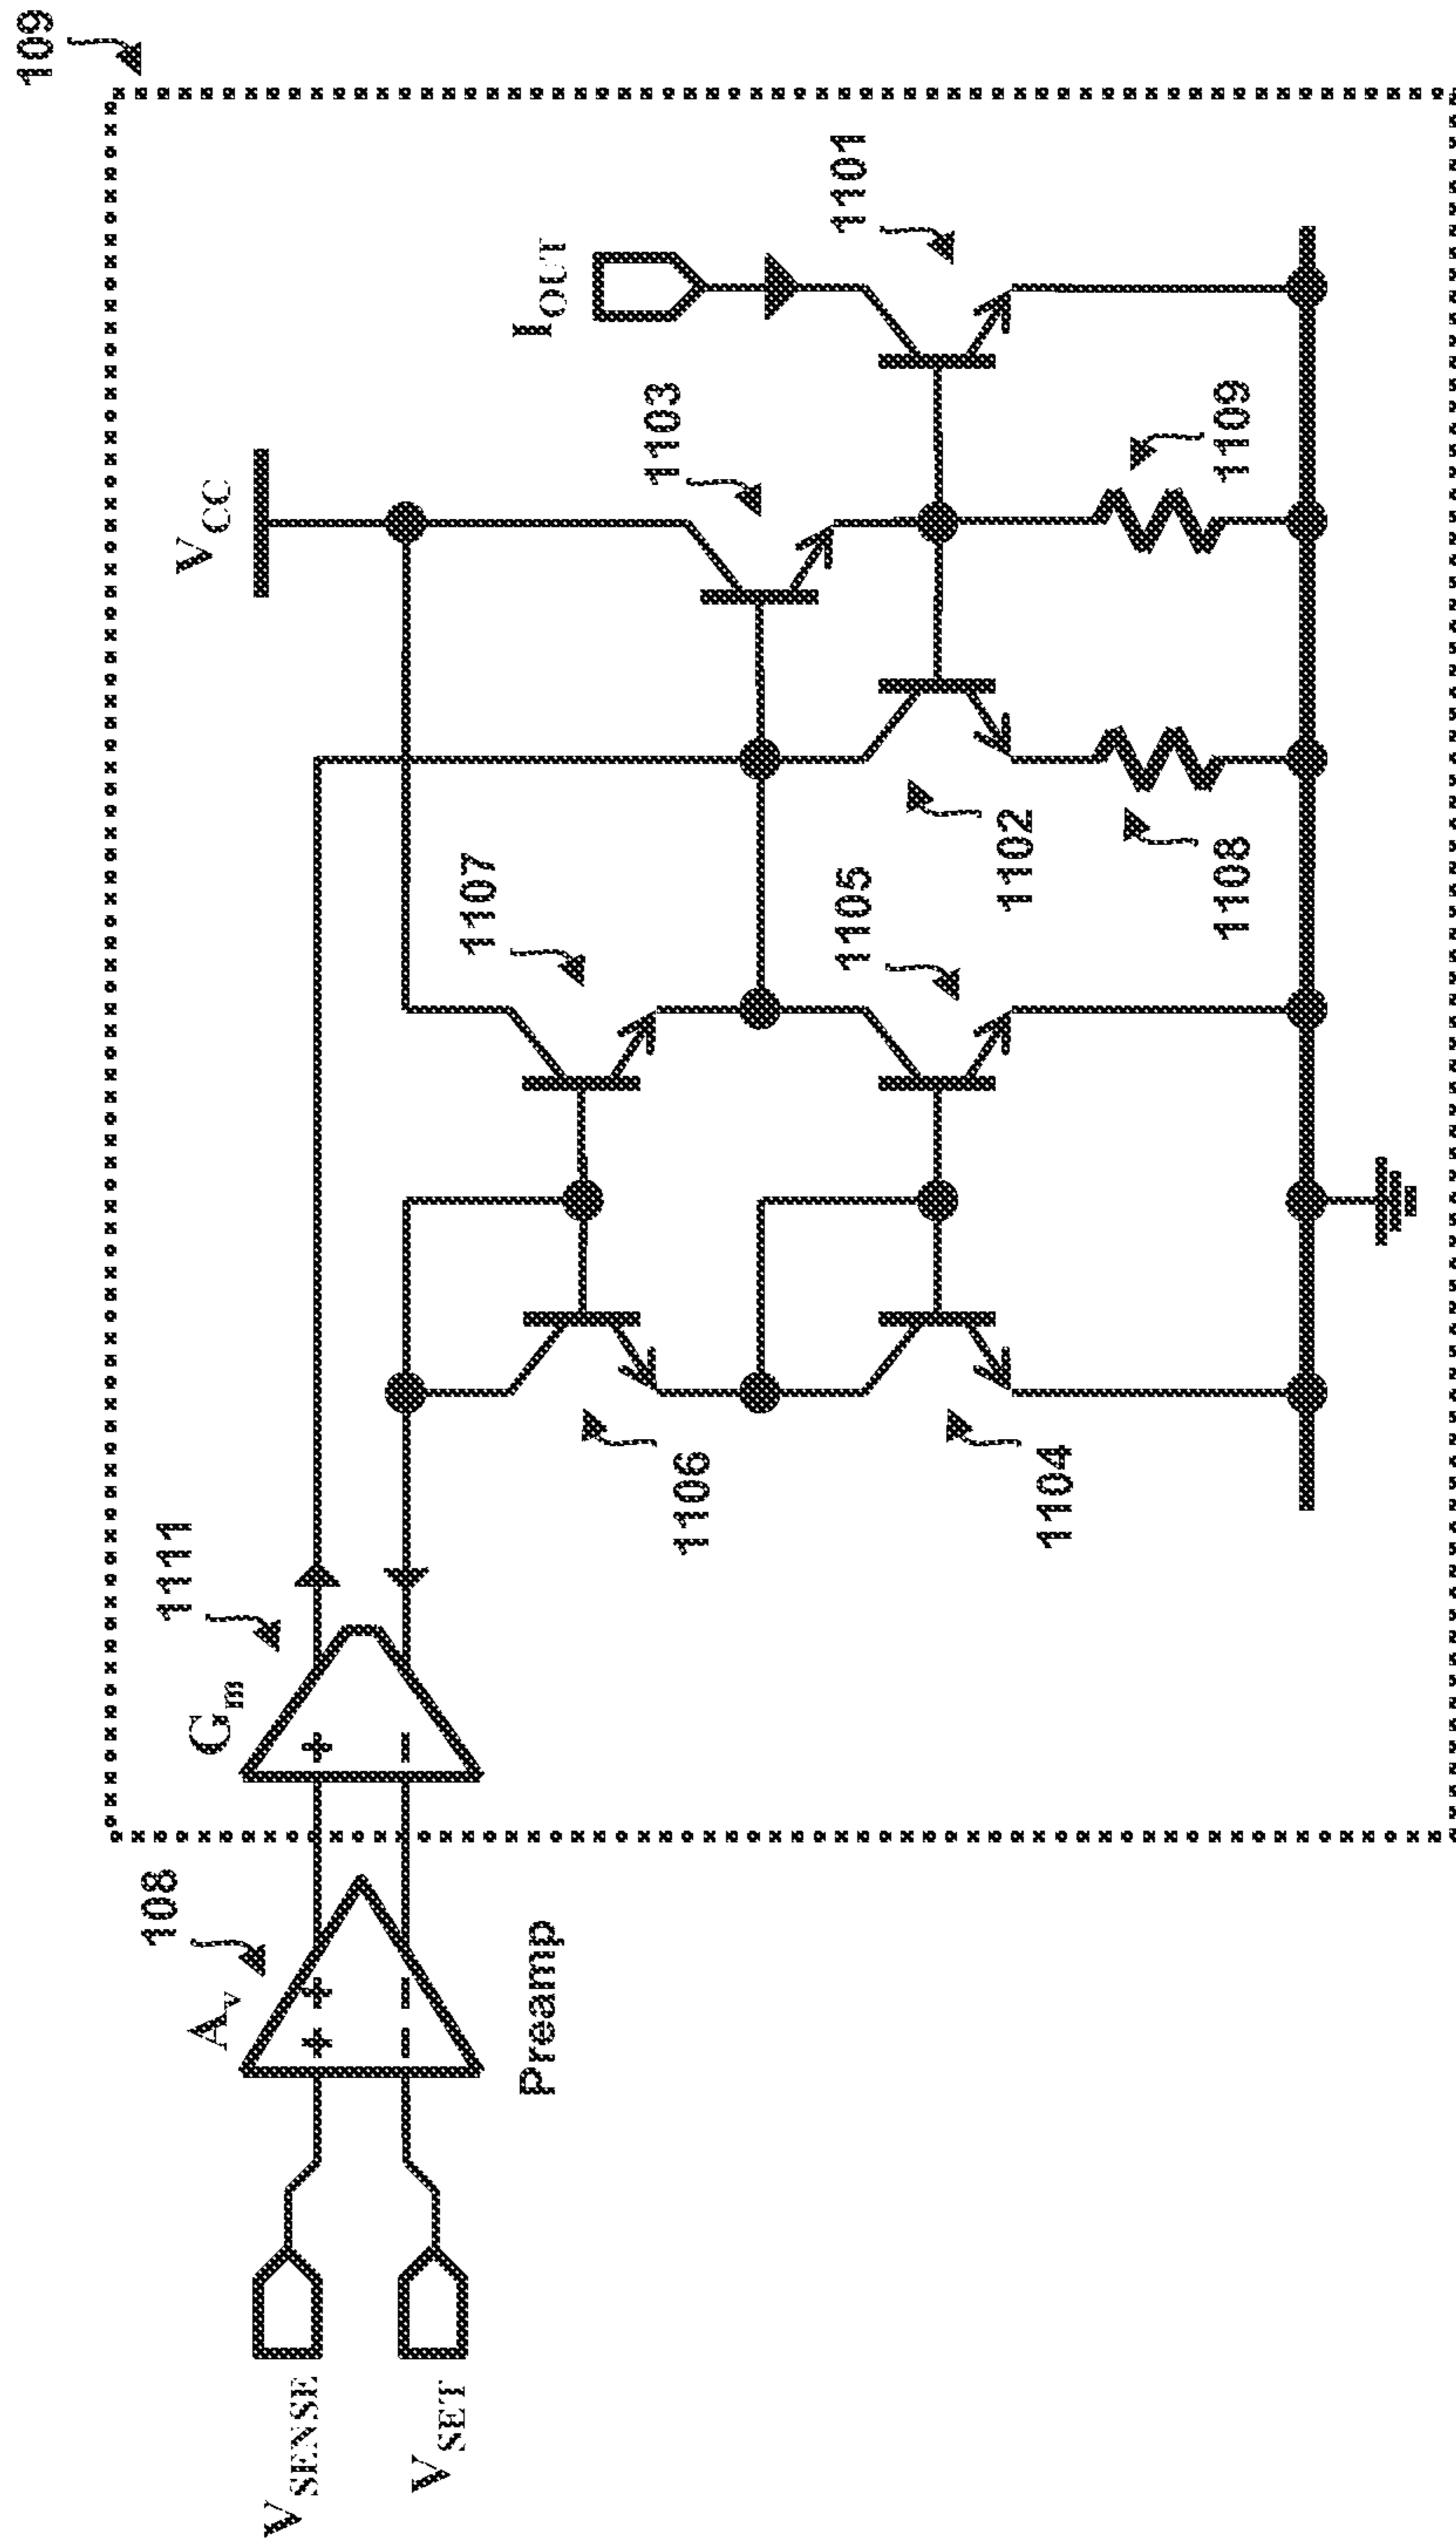 109
V_CC
I_OUT
1103
1101
1107
1105
1102
1109
1108
1111
G_m
1106
1104
108
A_v
+ + +
− − −
Preamp
V_SENSE
V_SET